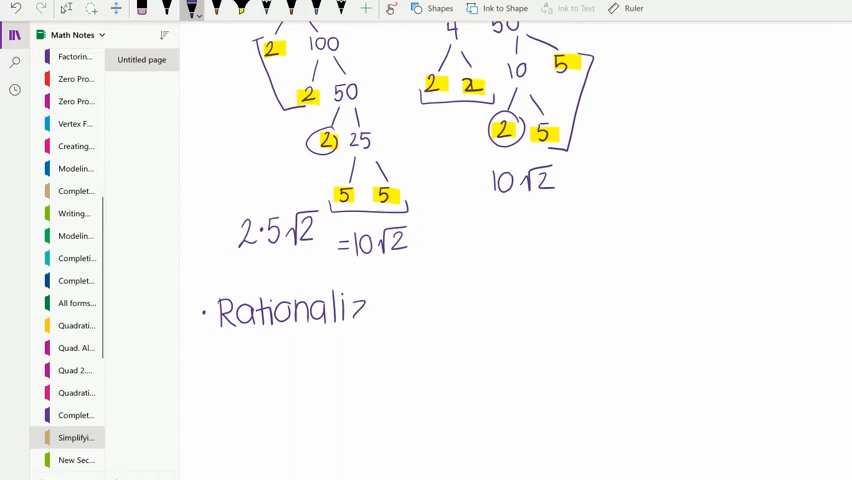 Shapes
Ink to Shape
Ink to Text
Ruler
Math Notes
Untitled page
Factorin...
Zero Pro...
Zero Pro...
Vertex F...
Creating...
Modelin...
Complet...
Writing...
Modelin...
Completi...
Complet...
All forms...
Quadrati...
Quad. Al...
Quad 2....
Quadrati...
Complet...
Simplifyi...
New Sec...
2 100
2 50
2 25
5 5
2·5√2 =10√2
4 50
10 5
2 2
2 5
10√2
· Rationaliz